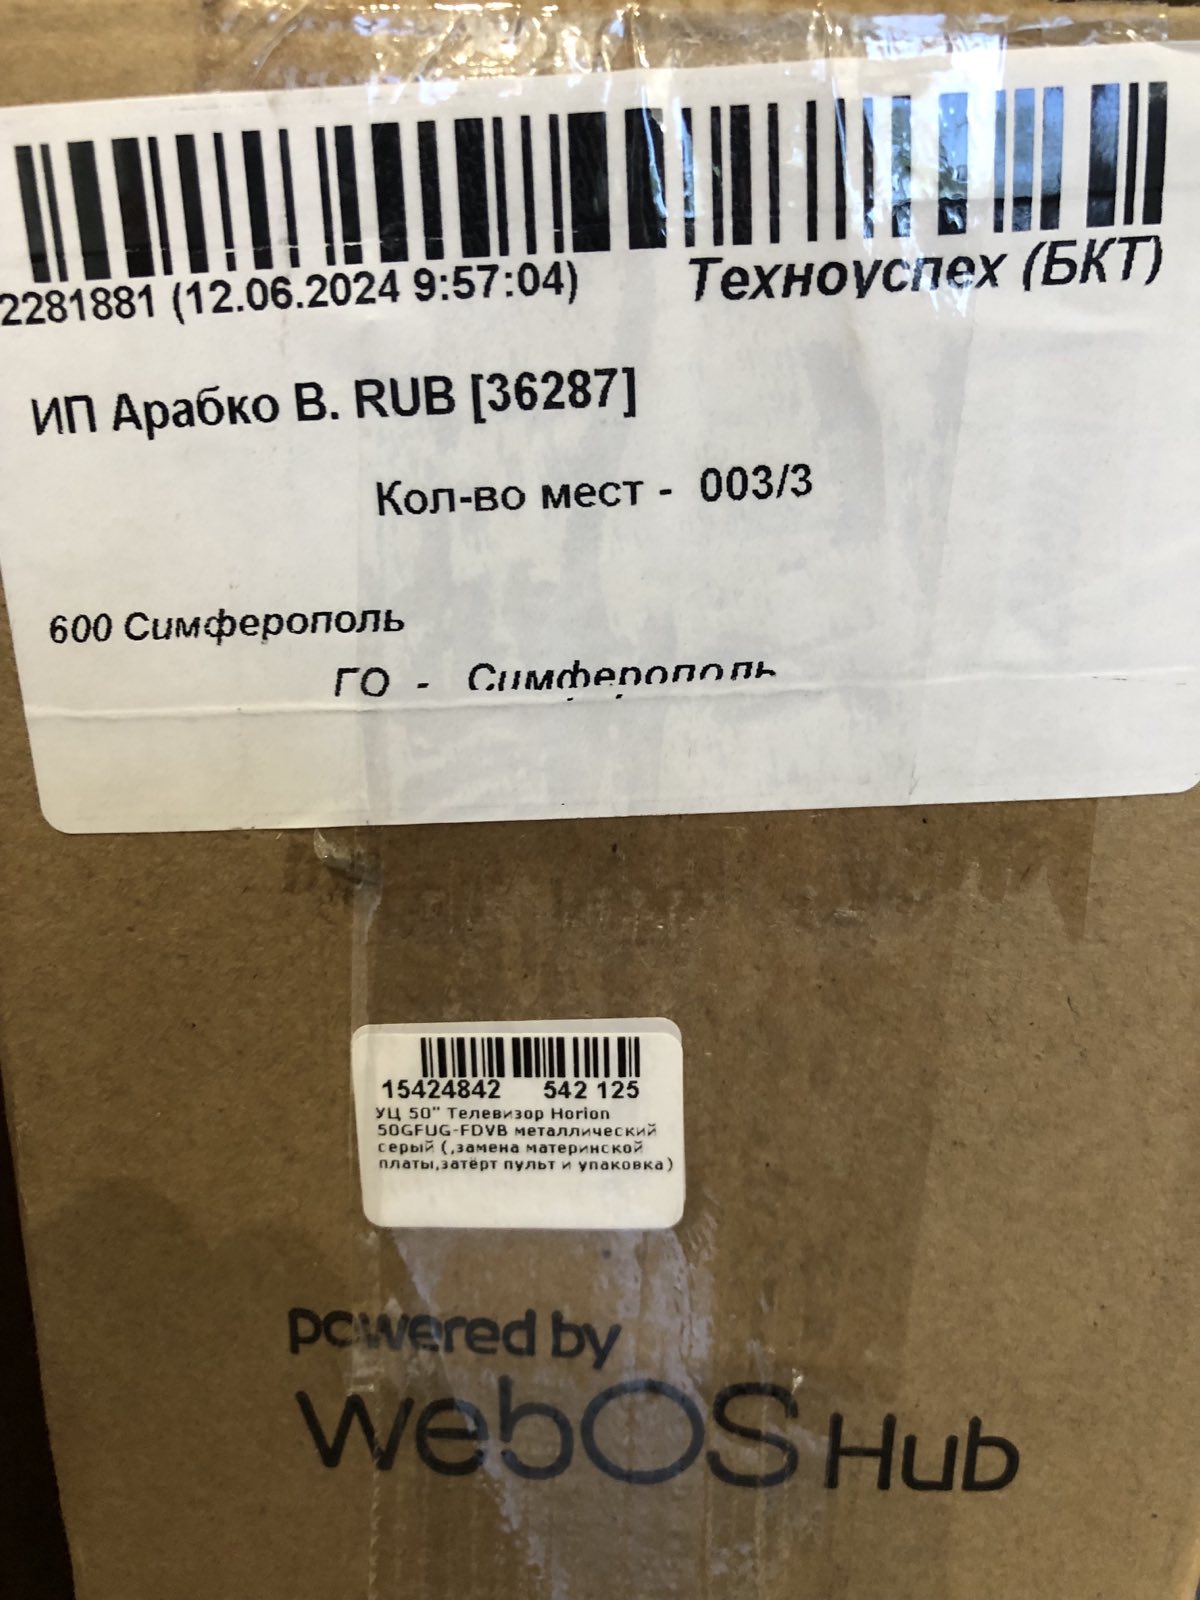 2281881 (12.06.2024 9:57:04)
Техноуспех (БКТ)
ИП Арабко В. RUB [36287]
Кол-во мест - 003/3
600 Симферополь
ГО - Симферополь
15424842 542 125
УЦ 50" Телевизор Horion
50GFUG-FDVB металлический
серый (,замена материнской
платы,затёрт пульт и упаковка)
powered by
webOS Hub